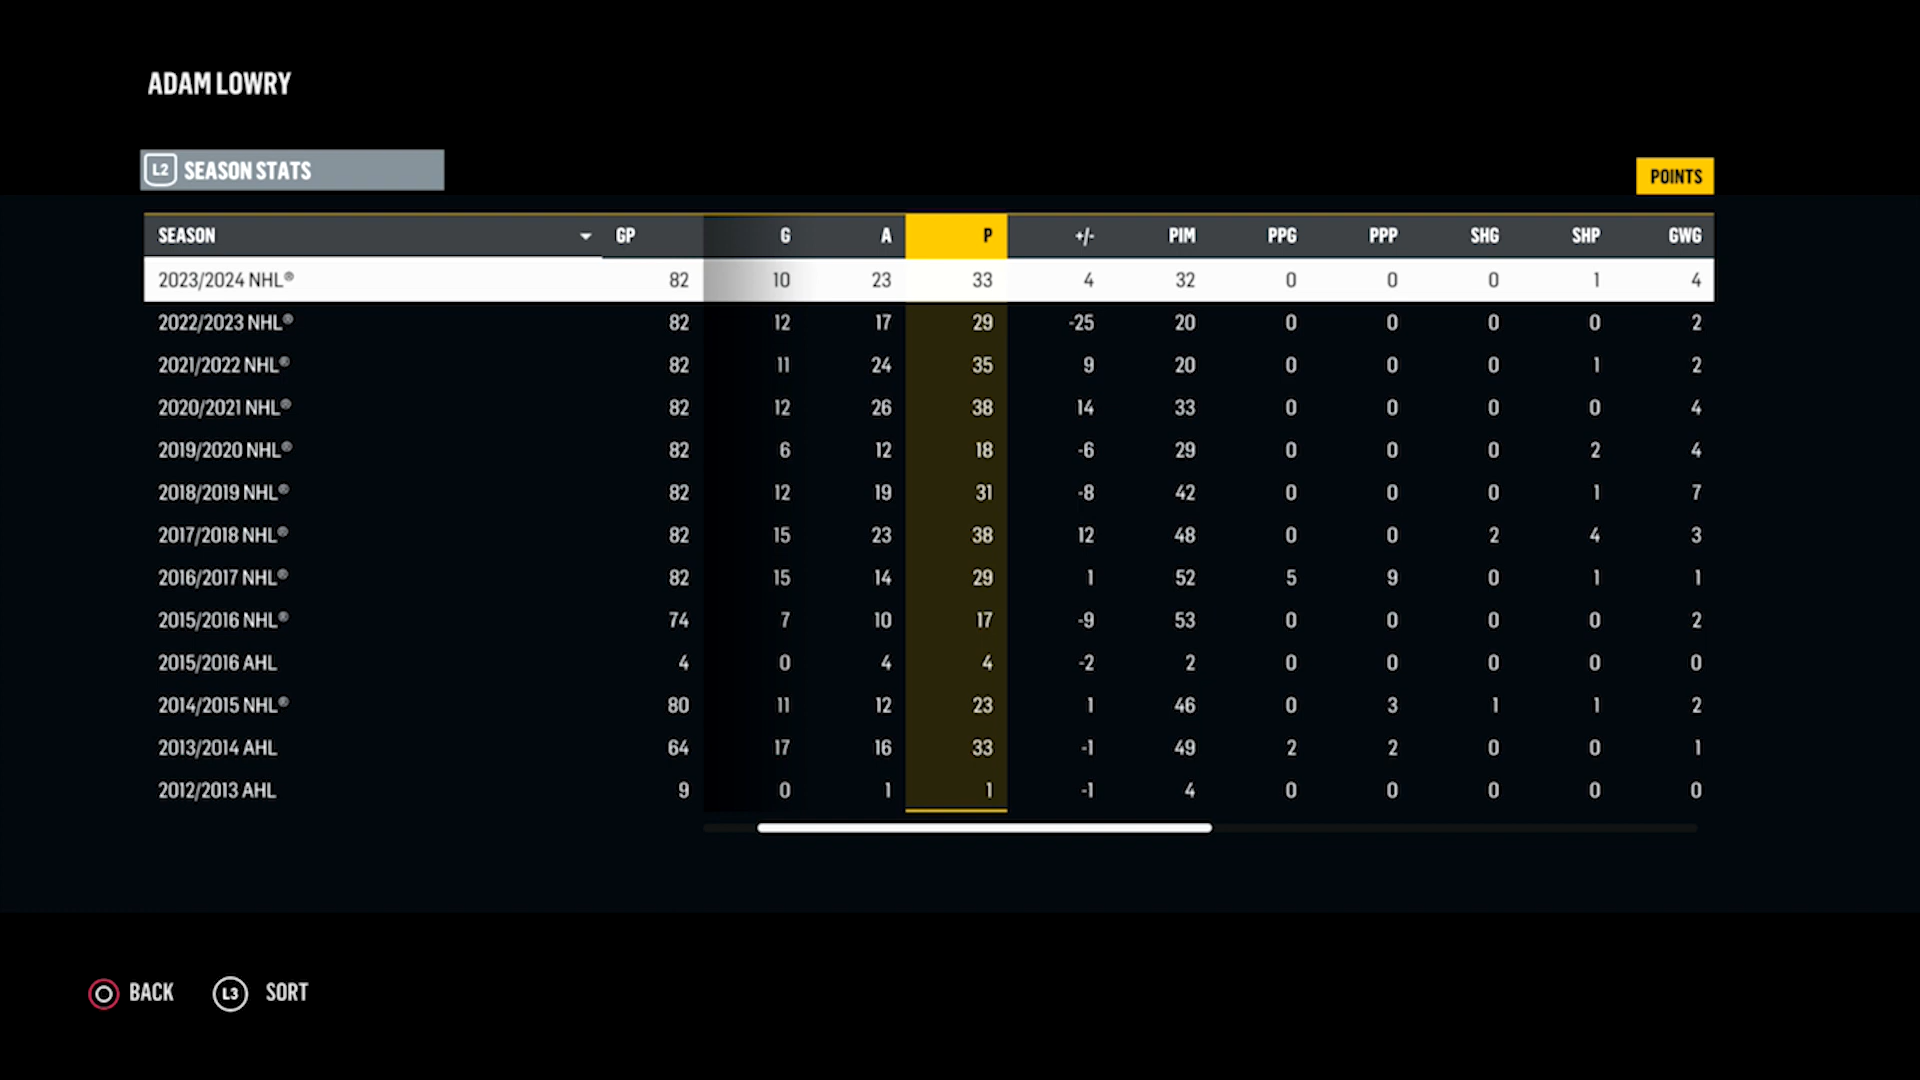 ADAM LOWRY
L2 SEASON STATS
POINTS
SEASON GP G A P +/- PIM PPG PPP SHG SHP GWG
2023/2024 NHL® 82 10 23 33 4 32 0 0 0 1 4
2022/2023 NHL® 82 12 17 29 -25 20 0 0 0 0 2
2021/2022 NHL® 82 11 24 35 9 20 0 0 0 1 2
2020/2021 NHL® 82 12 26 38 14 33 0 0 0 0 4
2019/2020 NHL® 82 6 12 18 -6 29 0 0 0 2 4
2018/2019 NHL® 82 12 19 31 -8 42 0 0 0 1 7
2017/2018 NHL® 82 15 23 38 12 48 0 0 2 4 3
2016/2017 NHL® 82 15 14 29 1 52 5 9 0 1 1
2015/2016 NHL® 74 7 10 17 -9 53 0 0 0 0 2
2015/2016 AHL 4 0 4 4 -2 2 0 0 0 0 0
2014/2015 NHL® 80 11 12 23 1 46 0 3 1 1 2
2013/2014 AHL 64 17 16 33 -1 49 2 2 0 0 1
2012/2013 AHL 9 0 1 1 -1 4 0 0 0 0 0
BACK L3 SORT